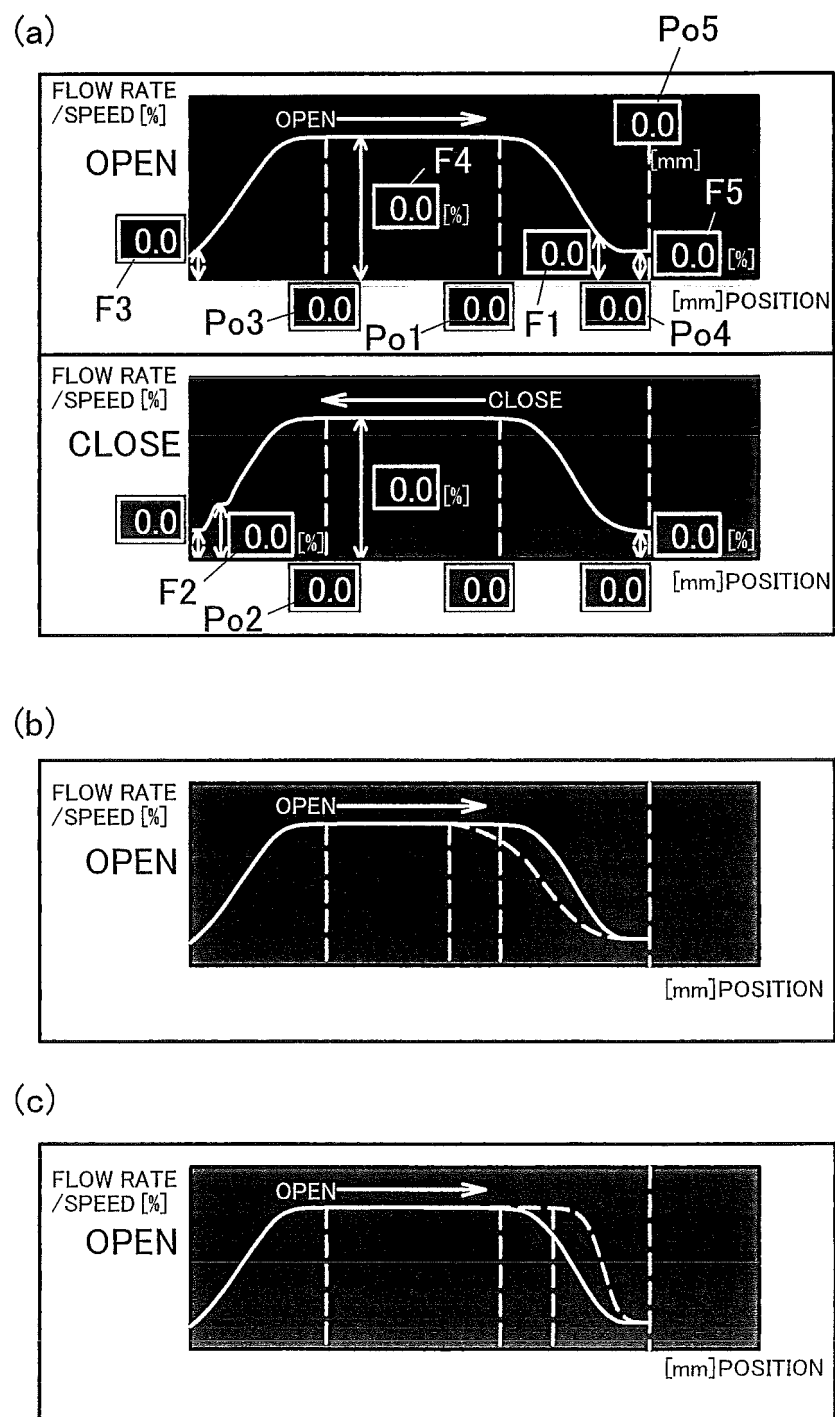 (a)
Po5
FLOW RATE
/SPEED [%]
OPEN
OPEN
0.0
[mm]
F4
0.0
[%]
F5
0.0
0.0
0.0
[%]
F3
Po3
0.0
Po1
0.0
F1
0.0
Po4
[mm]POSITION
FLOW RATE
/SPEED [%]
CLOSE
CLOSE
0.0
[%]
0.0
0.0
[%]
0.0
[%]
F2
Po2
0.0
0.0
0.0
[mm]POSITION
(b)
FLOW RATE
/SPEED [%]
OPEN
OPEN
[mm]POSITION
(c)
FLOW RATE
/SPEED [%]
OPEN
OPEN
[mm]POSITION